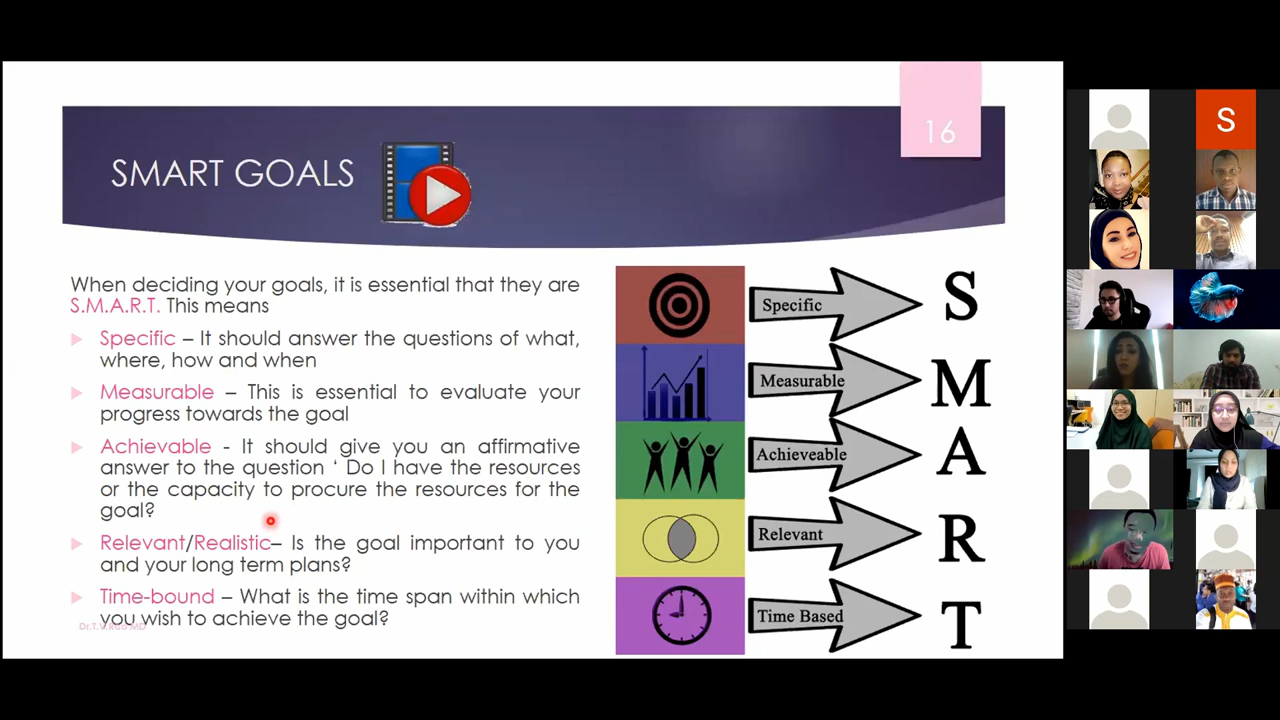 16
SMART GOALS
When deciding your goals, it is essential that they are
S.M.A.R.T. This means
Specific – It should answer the questions of what,
where, how and when
Measurable – This is essential to evaluate your
progress towards the goal
Achievable - It should give you an affirmative
answer to the question ‘ Do I have the resources
or the capacity to procure the resources for the
goal?
Relevant/Realistic– Is the goal important to you
and your long term plans?
Time-bound – What is the time span within which
you wish to achieve the goal?
Dr.T.V.Rao MD
Specific
S
Measurable
M
Achieveable
A
Relevant
R
Time Based
T
S